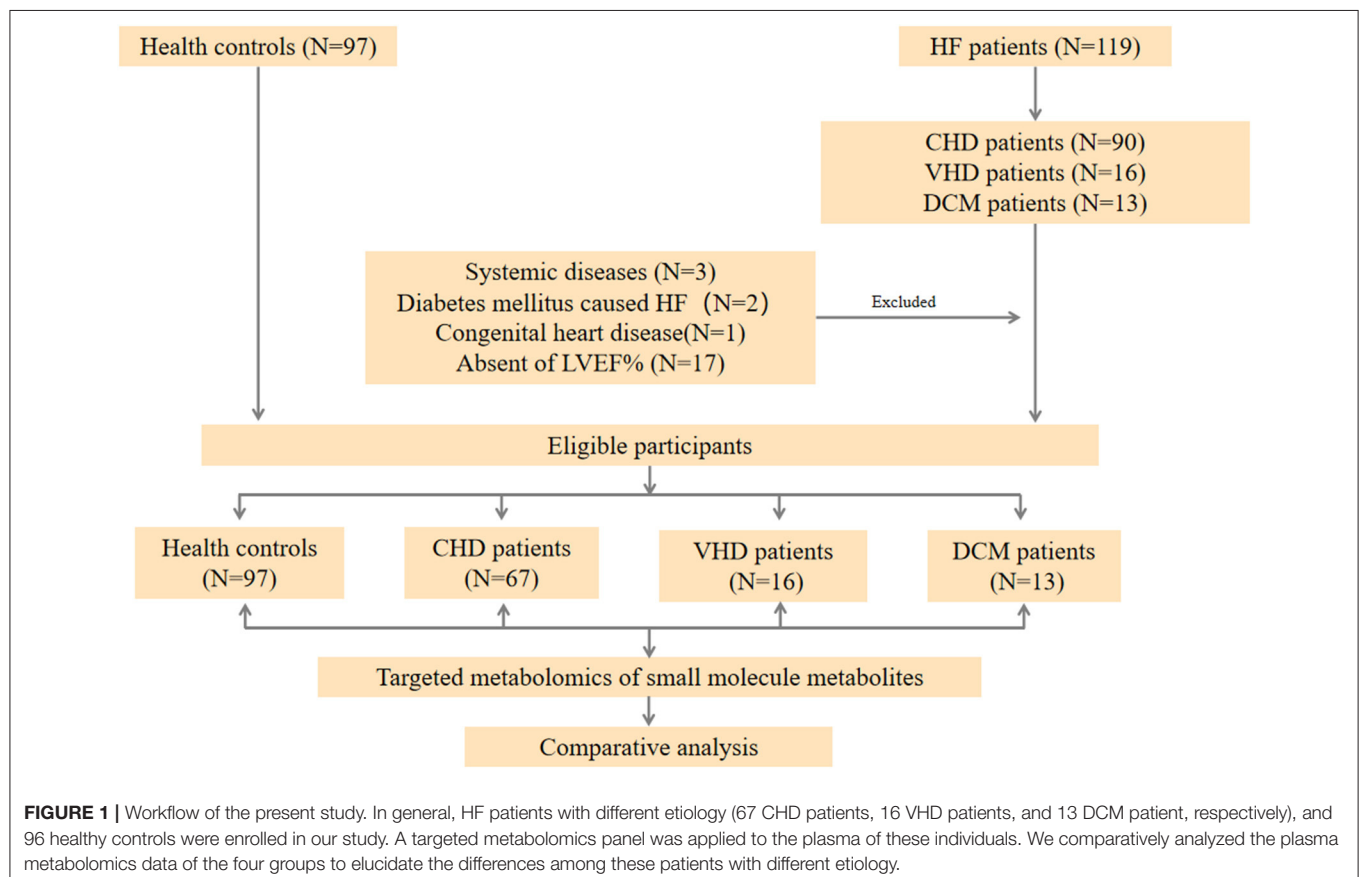 Health controls (N=97)
HF patients (N=119)
CHD patients (N=90)
VHD patients (N=16)
DCM patients (N=13)
Systemic diseases (N=3)
Diabetes mellitus caused HF（N=2)
Congenital heart disease(N=1)
Absent of LVEF% (N=17)
Excluded
Eligible participants
Health controls
(N=97)
CHD patients
(N=67)
VHD patients
(N=16)
DCM patients
(N=13)
Targeted metabolomics of small molecule metabolites
Comparative analysis
FIGURE 1 | Workflow of the present study. In general, HF patients with different etiology (67 CHD patients, 16 VHD patients, and 13 DCM patient, respectively), and
96 healthy controls were enrolled in our study. A targeted metabolomics panel was applied to the plasma of these individuals. We comparatively analyzed the plasma
metabolomics data of the four groups to elucidate the differences among these patients with different etiology.